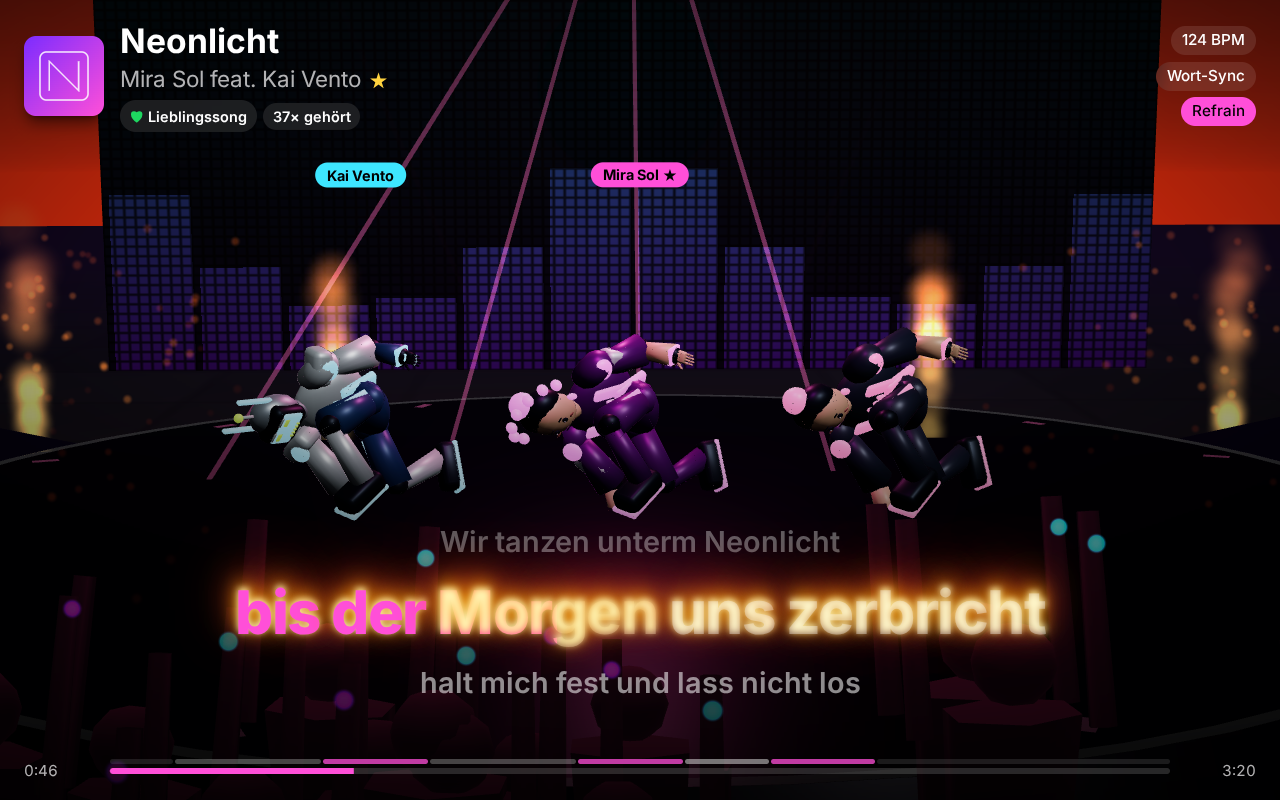 Neonlicht
Mira Sol feat. Kai Vento ★
Lieblingssong
37× gehört
124 BPM
Wort-Sync
Refrain
Kai Vento
Mira Sol ★
Wir tanzen unterm Neonlicht
bis der Morgen uns zerbricht
halt mich fest und lass nicht los
0:46
3:20